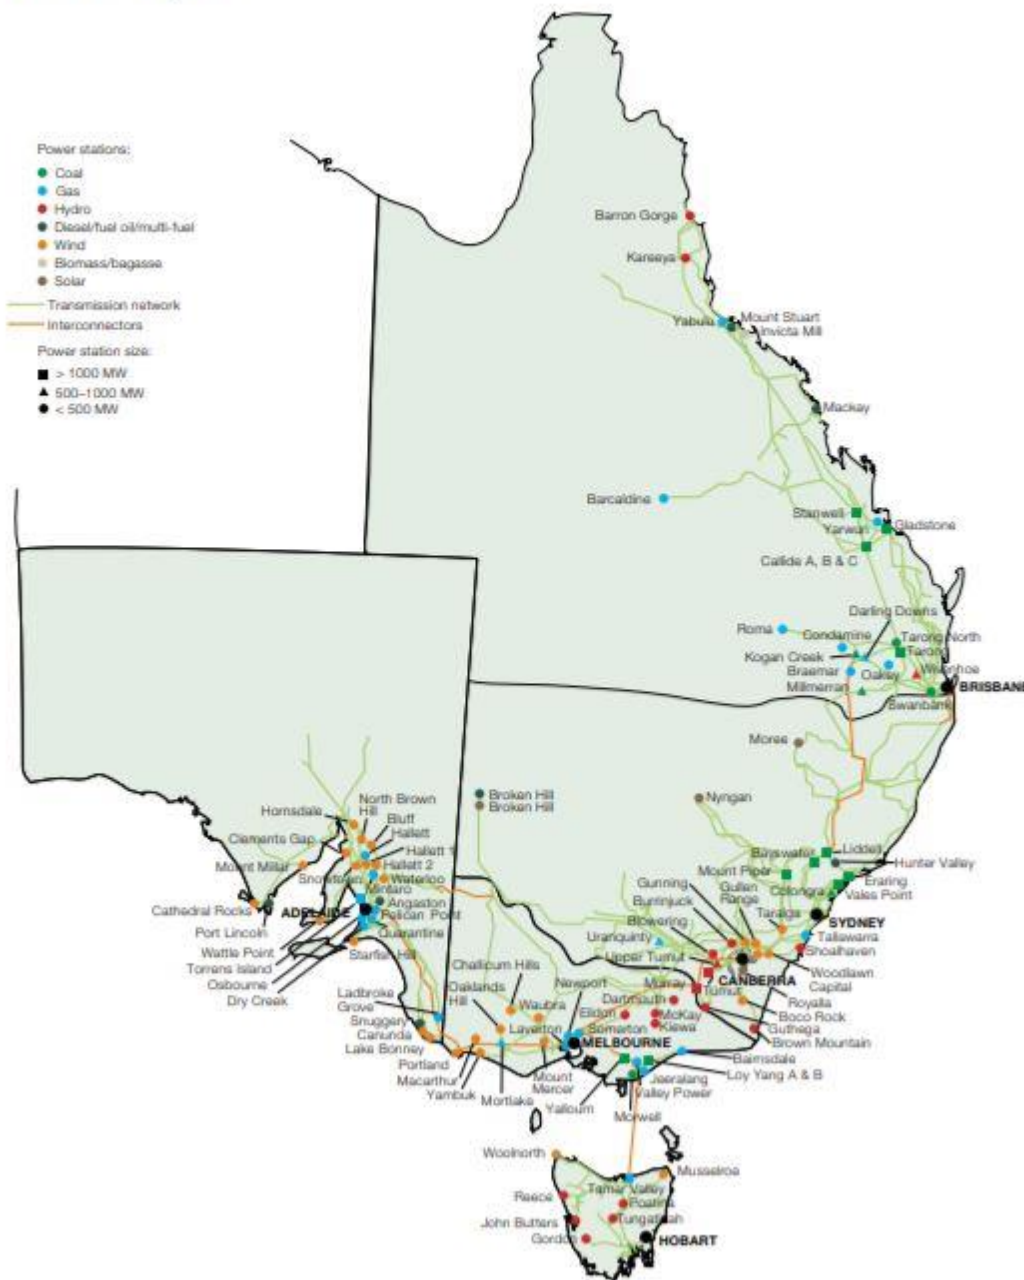 Power stations:
Coal
Gas
Hydro
Diesel/fuel oil/multi-fuel
Wind
Biomass/bagasse
Solar
Transmission network
Interconnectors
Power station size:
> 1000 MW
500–1000 MW
< 500 MW
Barron Gorge
Kareeya
Yabulu
Mount Stuart
Invicta Mill
Mackay
Barcaldine
Stanwell
Yarwun
Gladstone
Callide A, B & C
Darling Downs
Roma
Condamine
Tarong North
Tarong
Kogan Creek
Braemar
Oakey
Wivenhoe
Millmerran
BRISBANE
Swanbank
Moree
Broken Hill
Broken Hill
Nyngan
Hornsdale
North Brown
Hill
Bluff
Hallett
Clements Gap
Hallett 1
Mount Millar
Hallett 2
Snowtown
Waterloo
Mintaro
Cathedral Rocks
ADELAIDE
Angaston
Pelican Point
Port Lincoln
Quarantine
Wattle Point
Starfish Hill
Torrens Island
Osbourne
Dry Creek
Bayswater
Liddell
Hunter Valley
Mount Piper
Colongra
Eraring
Vales Point
Gunning
Gullen
Range
Burrinjuck
Taralga
SYDNEY
Blowering
Uranquinty
Tallawarra
Shoalhaven
Upper Tumut
CANBERRA
Woodlawn
Capital
Murray
Tumut
Royalla
Boco Rock
Guthega
Brown Mountain
Challicum Hills
Oaklands
Hill
Newport
Dartmouth
Waubra
Eildon
McKay
Kiewa
Ladbroke
Grove
Snuggery
Canunda
Lake Bonney
Laverton
Somerton
MELBOURNE
Portland
Macarthur
Yambuk
Mortlake
Mount
Mercer
Bairnsdale
Loy Yang A & B
Jeeralang
Valley Power
Yallourn
Morwell
Woolnorth
Musselroe
Tamar Valley
Reece
Poatina
John Butters
Tungatinah
Gordon
HOBART